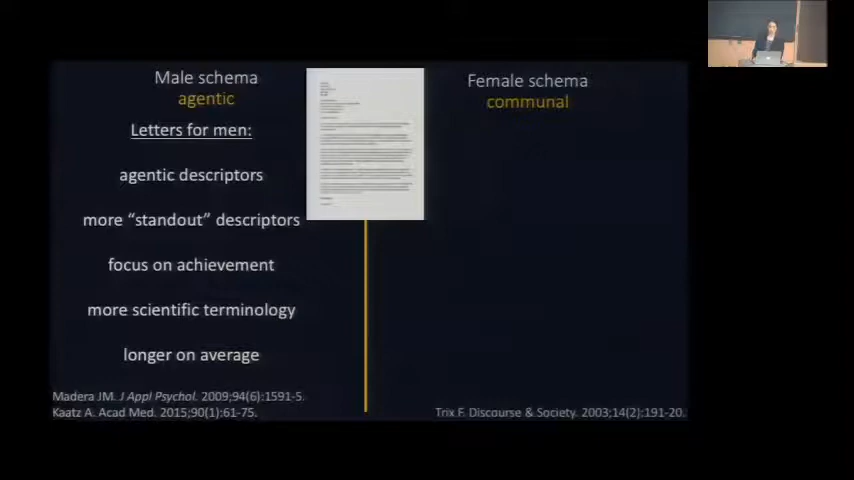 Male schema
agentic
Letters for men:
agentic descriptors
more “standout” descriptors
focus on achievement
more scientific terminology
longer on average
Female schema
communal
Madera JM. J Appl Psychol. 2009;94(6):1591-5.
Kaatz A. Acad Med. 2015;90(1):61-75.
Trix F. Discourse & Society. 2003;14(2):191-20.